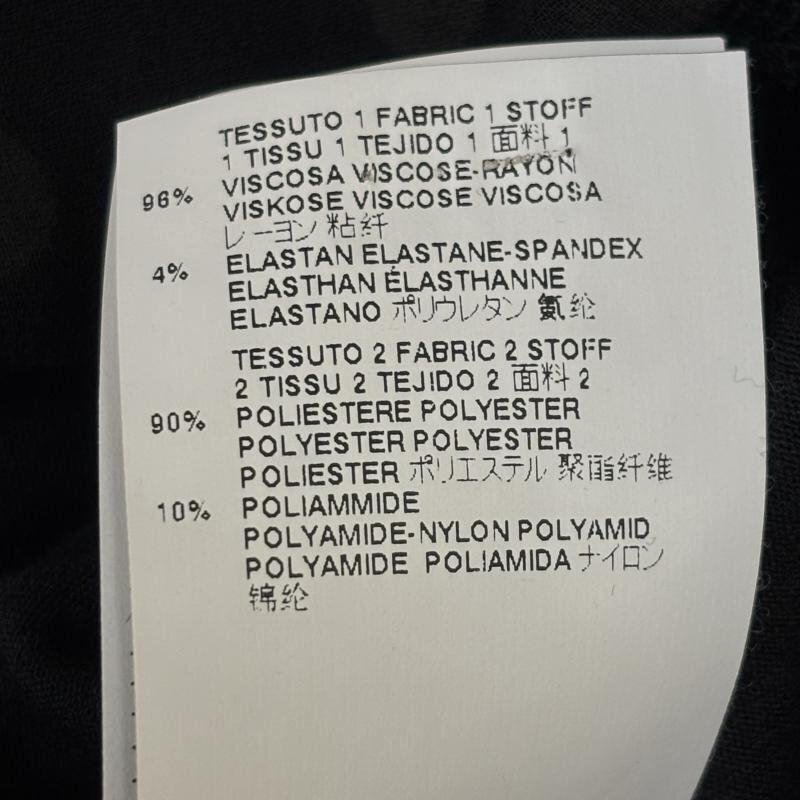 TESSUTO 1 FABRIC 1 STOFF
1 TISSU 1 TEJIDO 1 面料 1
96% VISCOSA VISCOSE-RAYON
VISKOSE VISCOSE VISCOSA
レーヨン 粘纤
4% ELASTAN ELASTANE-SPANDEX
ELASTHAN ÉLASTHANNE
ELASTANO ポリウレタン 氨纶
TESSUTO 2 FABRIC 2 STOFF
2 TISSU 2 TEJIDO 2 面料 2
90% POLIESTERE POLYESTER
POLYESTER POLYESTER
POLIESTER ポリエステル 聚酯纤维
10% POLIAMMIDE
POLYAMIDE-NYLON POLYAMID
POLYAMIDE POLIAMIDA ナイロン
锦纶